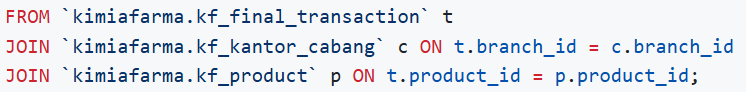 FROM `kimiafarma.kf_final_transaction` t
JOIN `kimiafarma.kf_kantor_cabang` c ON t.branch_id = c.branch_id
JOIN `kimiafarma.kf_product` p ON t.product_id = p.product_id;